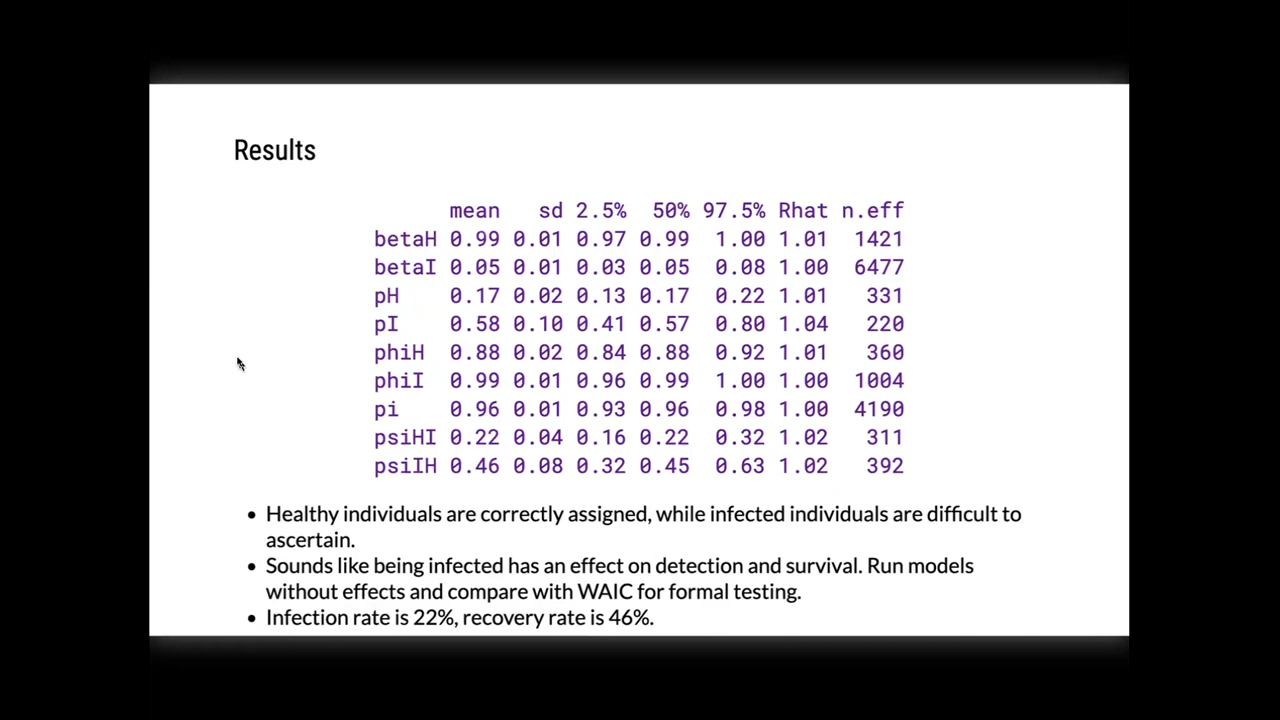 Results
mean sd 2.5% 50% 97.5% Rhat n.eff
betaH 0.99 0.01 0.97 0.99 1.00 1.01 1421
betaI 0.05 0.01 0.03 0.05 0.08 1.00 6477
pH 0.17 0.02 0.13 0.17 0.22 1.01 331
pI 0.58 0.10 0.41 0.57 0.80 1.04 220
phiH 0.88 0.02 0.84 0.88 0.92 1.01 360
phiI 0.99 0.01 0.96 0.99 1.00 1.00 1004
pi 0.96 0.01 0.93 0.96 0.98 1.00 4190
psiHI 0.22 0.04 0.16 0.22 0.32 1.02 311
psiIH 0.46 0.08 0.32 0.45 0.63 1.02 392
• Healthy individuals are correctly assigned, while infected individuals are difficult to
ascertain.
• Sounds like being infected has an effect on detection and survival. Run models
without effects and compare with WAIC for formal testing.
• Infection rate is 22%, recovery rate is 46%.